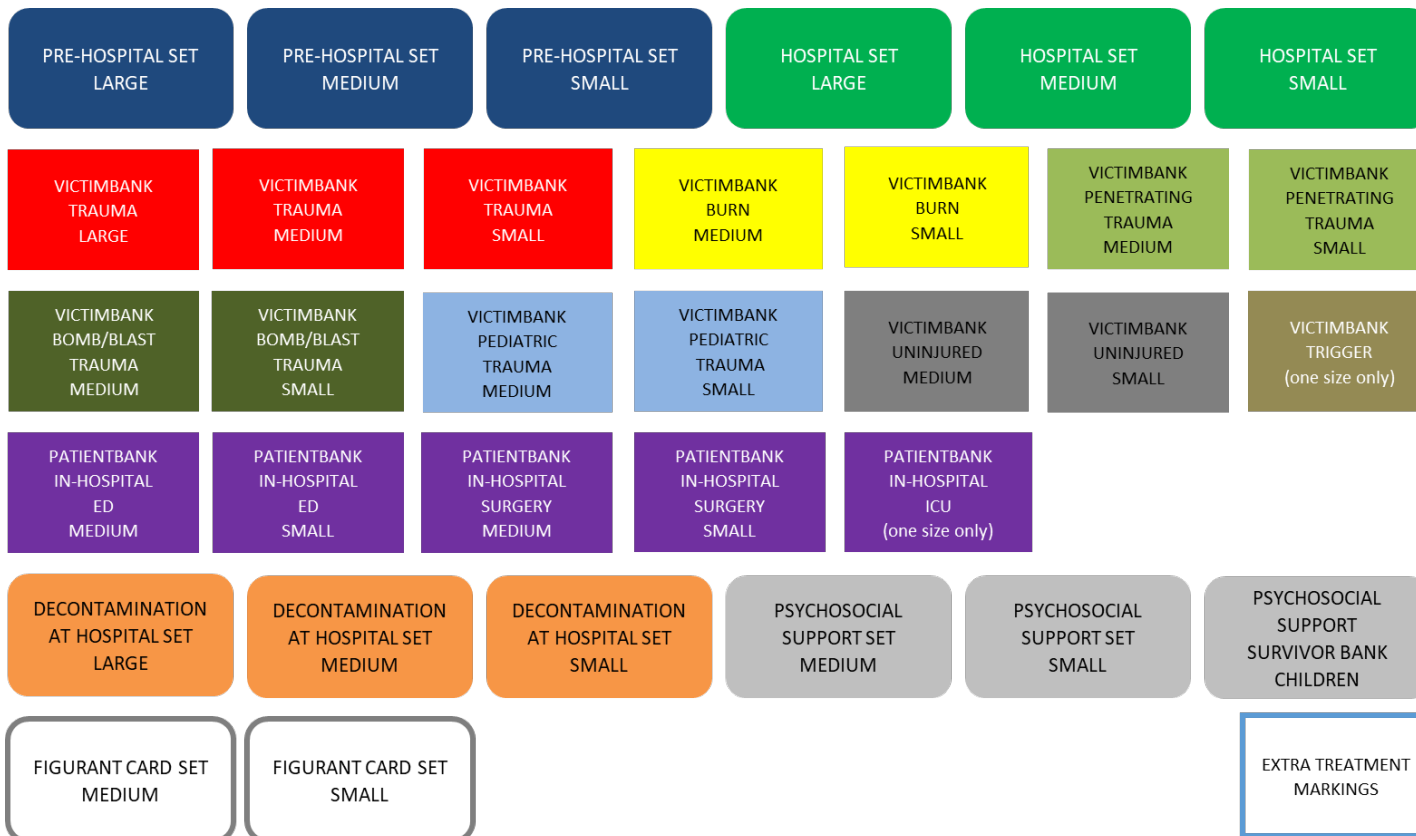 PRE-HOSPITAL SET
LARGE
PRE-HOSPITAL SET
MEDIUM
PRE-HOSPITAL SET
SMALL
HOSPITAL SET
LARGE
HOSPITAL SET
MEDIUM
HOSPITAL SET
SMALL
VICTIMBANK
TRAUMA
LARGE
VICTIMBANK
TRAUMA
MEDIUM
VICTIMBANK
TRAUMA
SMALL
VICTIMBANK
BURN
MEDIUM
VICTIMBANK
BURN
SMALL
VICTIMBANK
PENETRATING
TRAUMA
MEDIUM
VICTIMBANK
PENETRATING
TRAUMA
SMALL
VICTIMBANK
BOMB/BLAST
TRAUMA
MEDIUM
VICTIMBANK
BOMB/BLAST
TRAUMA
SMALL
VICTIMBANK
PEDIATRIC
TRAUMA
MEDIUM
VICTIMBANK
PEDIATRIC
TRAUMA
SMALL
VICTIMBANK
UNINJURED
MEDIUM
VICTIMBANK
UNINJURED
SMALL
VICTIMBANK
TRIGGER
(one size only)
PATIENTBANK
IN-HOSPITAL
ED
MEDIUM
PATIENTBANK
IN-HOSPITAL
ED
SMALL
PATIENTBANK
IN-HOSPITAL
SURGERY
MEDIUM
PATIENTBANK
IN-HOSPITAL
SURGERY
SMALL
PATIENTBANK
IN-HOSPITAL
ICU
(one size only)
DECONTAMINATION
AT HOSPITAL SET
LARGE
DECONTAMINATION
AT HOSPITAL SET
MEDIUM
DECONTAMINATION
AT HOSPITAL SET
SMALL
PSYCHOSOCIAL
SUPPORT SET
MEDIUM
PSYCHOSOCIAL
SUPPORT SET
SMALL
PSYCHOSOCIAL
SUPPORT
SURVIVOR BANK
CHILDREN
FIGURANT CARD SET
MEDIUM
FIGURANT CARD SET
SMALL
EXTRA TREATMENT
MARKINGS